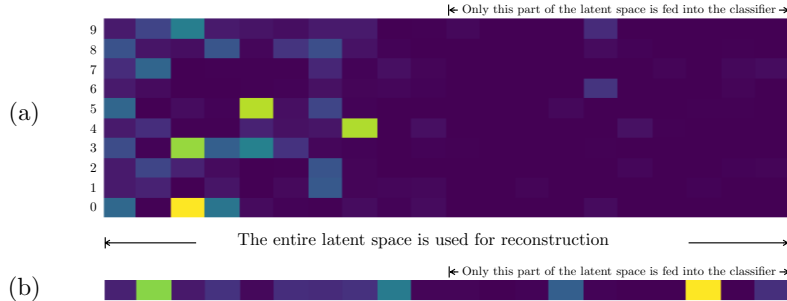 Only this part of the latent space is fed into the classifier
9
8
7
6
(a)
5
4
3
2
1
0
The entire latent space is used for reconstruction
Only this part of the latent space is fed into the classifier
(b)